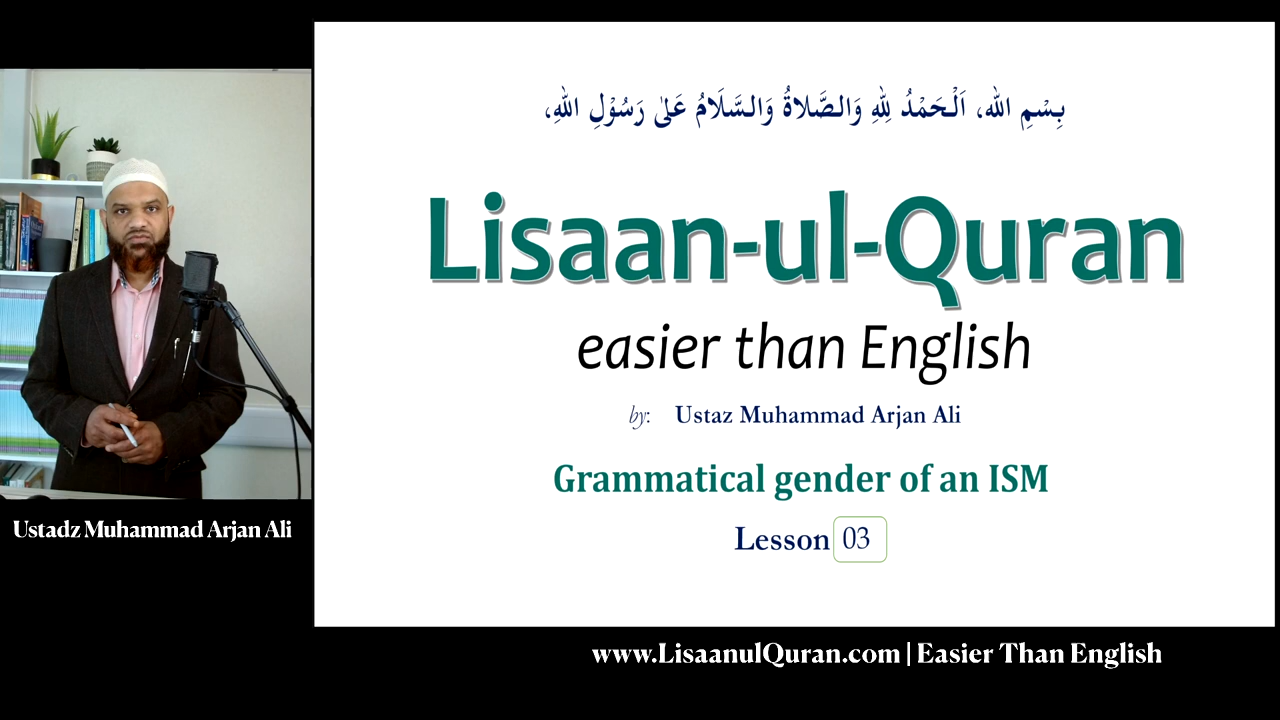 بِسْمِ اللهِ، اَلْحَمْدُ لِلّٰهِ وَالصَّلَاةُ وَالسَّلَامُ عَلٰى رَسُوْلِ اللهِ،
Lisaan-ul-Quran
easier than English
by: Ustaz Muhammad Arjan Ali
Grammatical gender of an ISM
Lesson 03
Ustadz Muhammad Arjan Ali
www.LisaanulQuran.com | Easier Than English